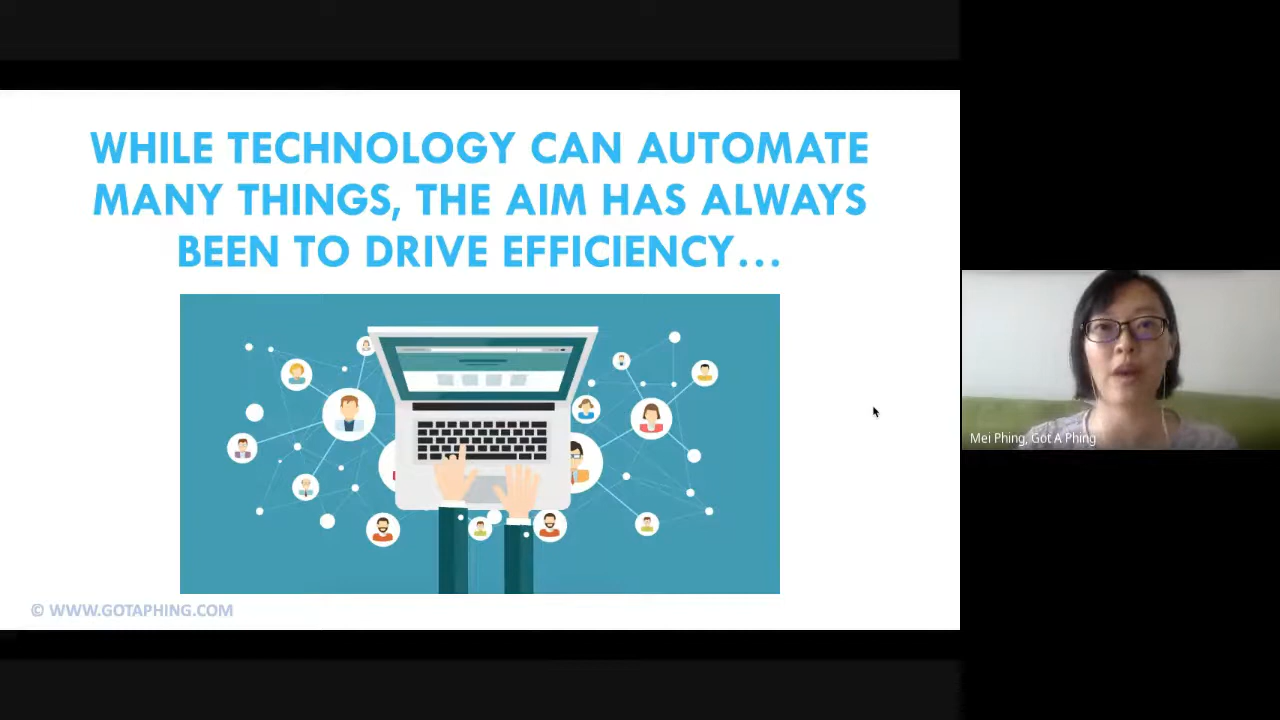 WHILE TECHNOLOGY CAN AUTOMATE
MANY THINGS, THE AIM HAS ALWAYS
BEEN TO DRIVE EFFICIENCY...
© WWW.GOTAPHING.COM
Mei Phing, Got A Phing